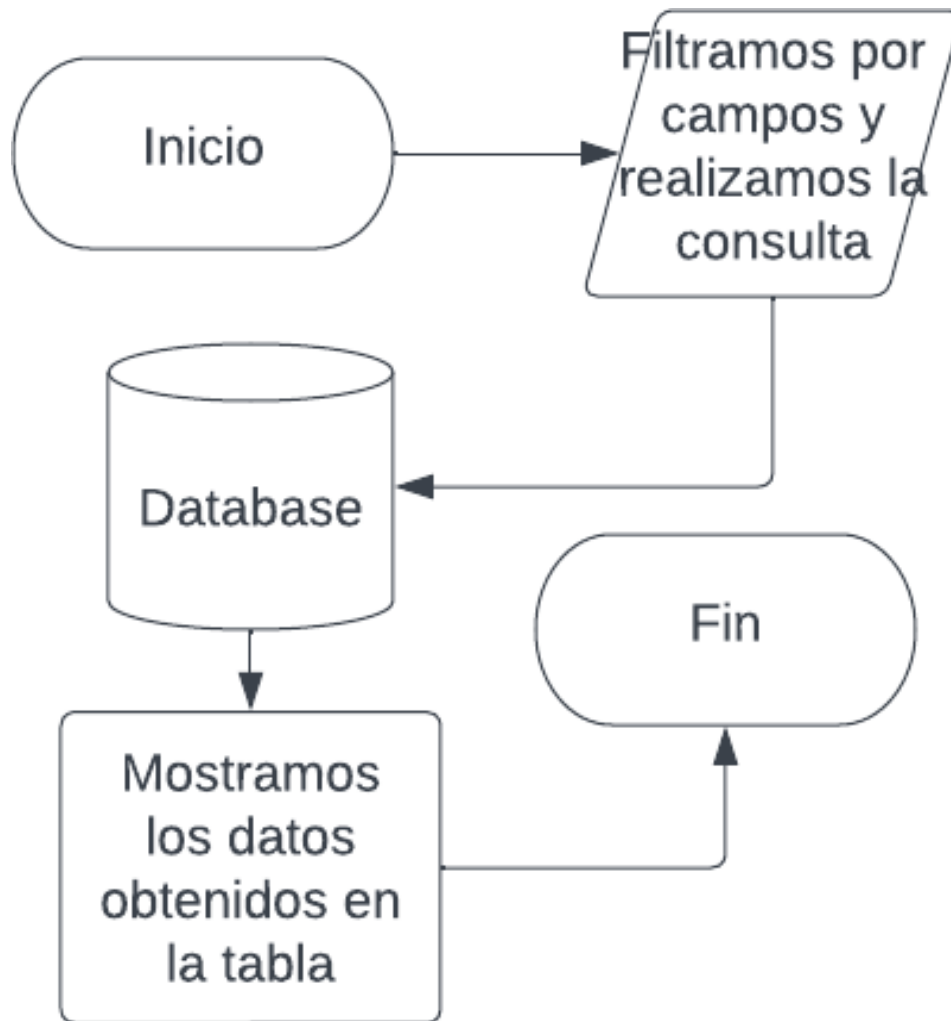 Inicio
Filtramos por
campos y
realizamos la
consulta
Database
Mostramos
los datos
obtenidos en
la tabla
Fin